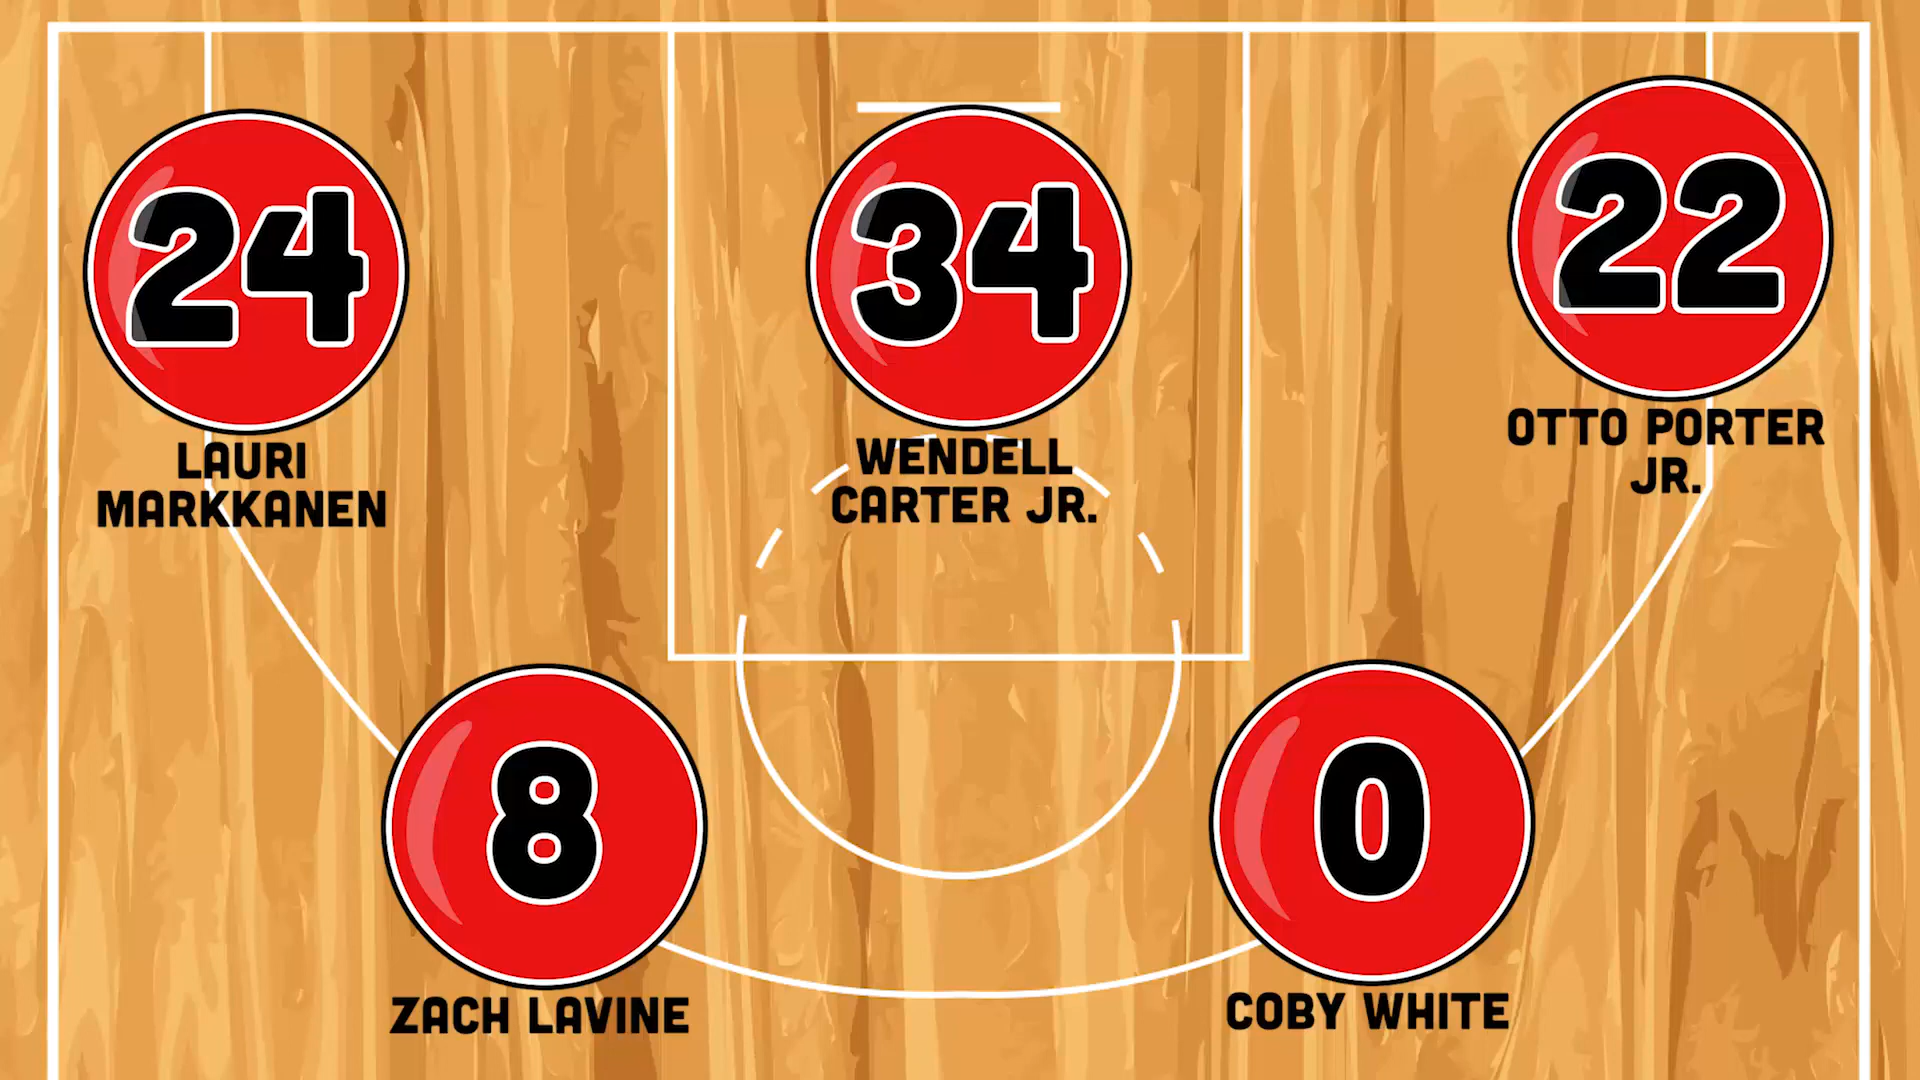 24
LAURI
MARKKANEN
34
WENDELL
CARTER JR.
22
OTTO PORTER
JR.
8
ZACH LAVINE
0
COBY WHITE